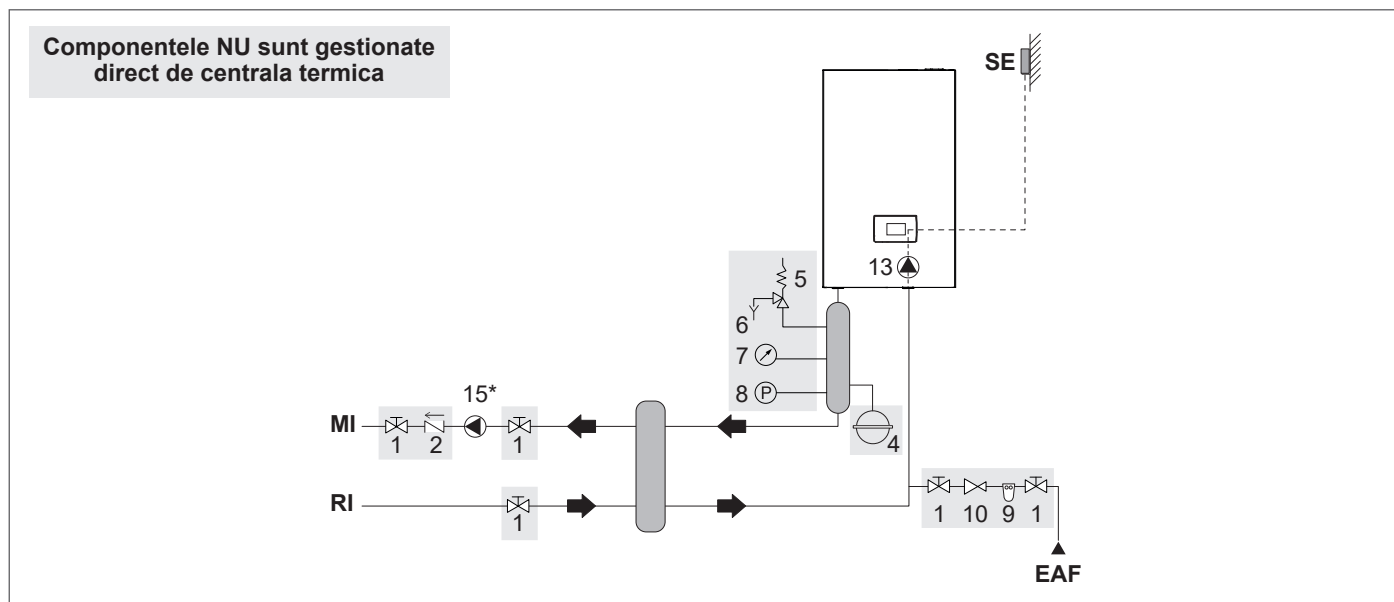 Componentele NU sunt gestionate
direct de centrala termica
SE
13
5
6
7
8 P
15*
MI
1 2 1
4
RI
1
1 10 9 1
EAF